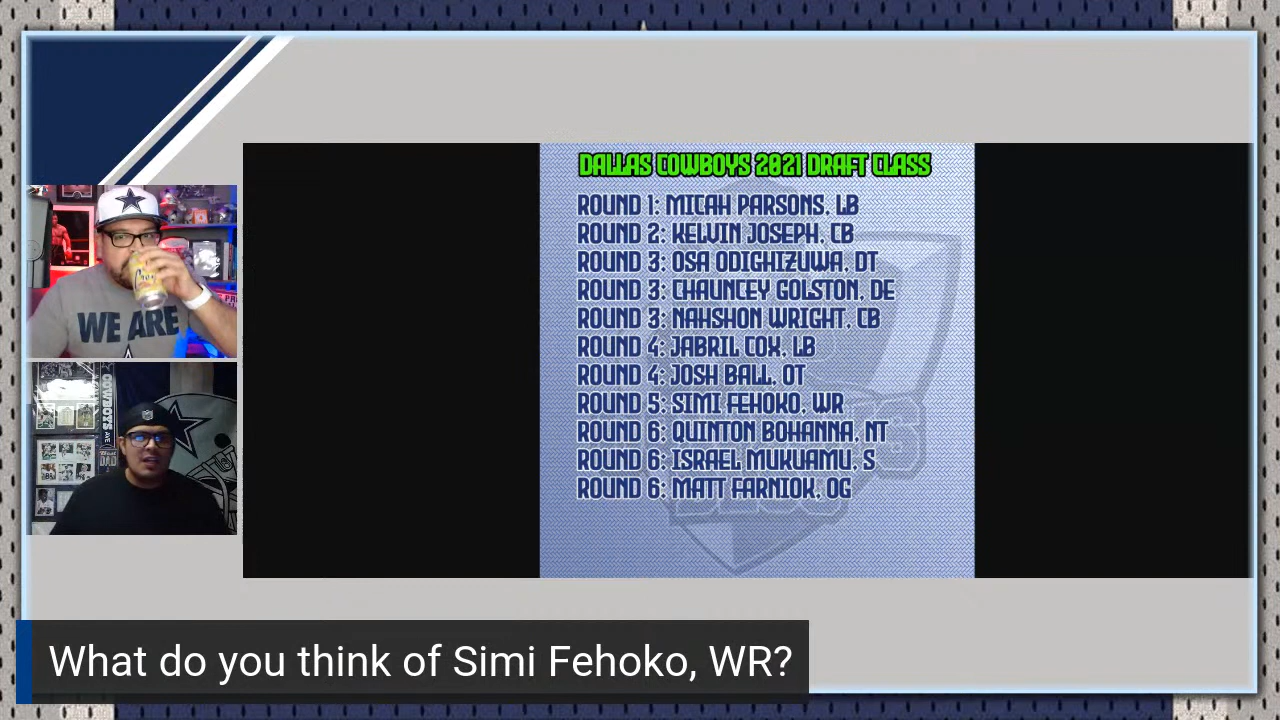 DALLAS COWBOYS 2021 DRAFT CLASS
ROUND 1: MICAH PARSONS, LB
ROUND 2: KELVIN JOSEPH, CB
ROUND 3: OSA ODIGHIZUWA, DT
ROUND 3: CHAUNCEY GOLSTON, DE
ROUND 3: NAHSHON WRIGHT, CB
ROUND 4: JABRIL COX, LB
ROUND 4: JOSH BALL, OT
ROUND 5: SIMI FEHOKO, WR
ROUND 6: QUINTON BOHANNA, NT
ROUND 6: ISRAEL MUKUAMU, S
ROUND 6: MATT FARNIOK, OG
WE ARE
COWBOYS
DAD
What do you think of Simi Fehoko, WR?